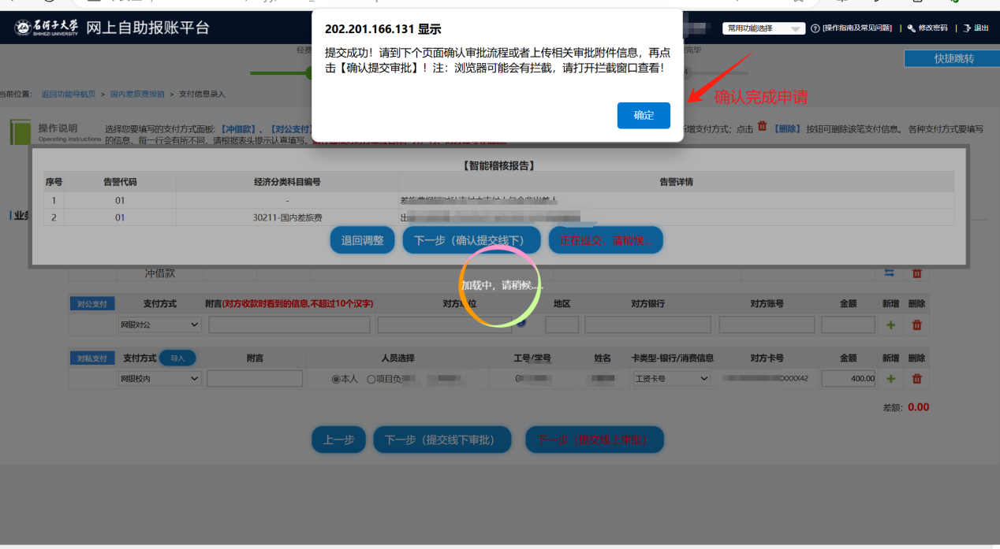 202.201.166.131 显示
提交成功！请到下个页面确认审批流程或者上传相关审批附件信息，再点
击【确认提交审批】！注：浏览器可能会有拦截，请打开拦截窗口查看！
确定
石河子大学 网上自助报账平台
SHIHEZI UNIVERSITY
常用功能选择 [操作指南及常见问题] | 修改密码 | 退出
经费
完毕
4
快捷跳转
确认完成申请
当前位置： 返回功能导航页 > 国内差旅费报销 > 支付信息录入
操作说明
Operating instructions
选择您要填写的支付方式面板：【冲借款】、【对公支付】 新增支付方式；点击 【删除】 按钮可删除该笔支付信息。 各种支付方式要填写
的信息，每一行会有所不同，请根据表头提示认真填写。
【智能稽核报告】
序号 告警代码 经济分类科目编号 告警详情
1 01 -
2 01 30211-国内差旅费 出
业务
退回调整 下一步（确认提交线下） 正在提交，请稍候...
加载中，请稍候....
冲借款
对公支付 支付方式 附言(对方收款时看到的信息,不超过10个汉字) 对方单位 地区 对方银行 对方账号 金额 新增 删除
网银对公
对私支付 支付方式 导入 附言 人员选择 工号/学号 姓名 卡类型-银行/消费信息 对方卡号 金额 新增 删除
网银校内 本人 项目负 0 工资卡号 XXXX42 400.00
差额： 0.00
上一步 下一步（提交线下审批） 下一步（提交线上审批）